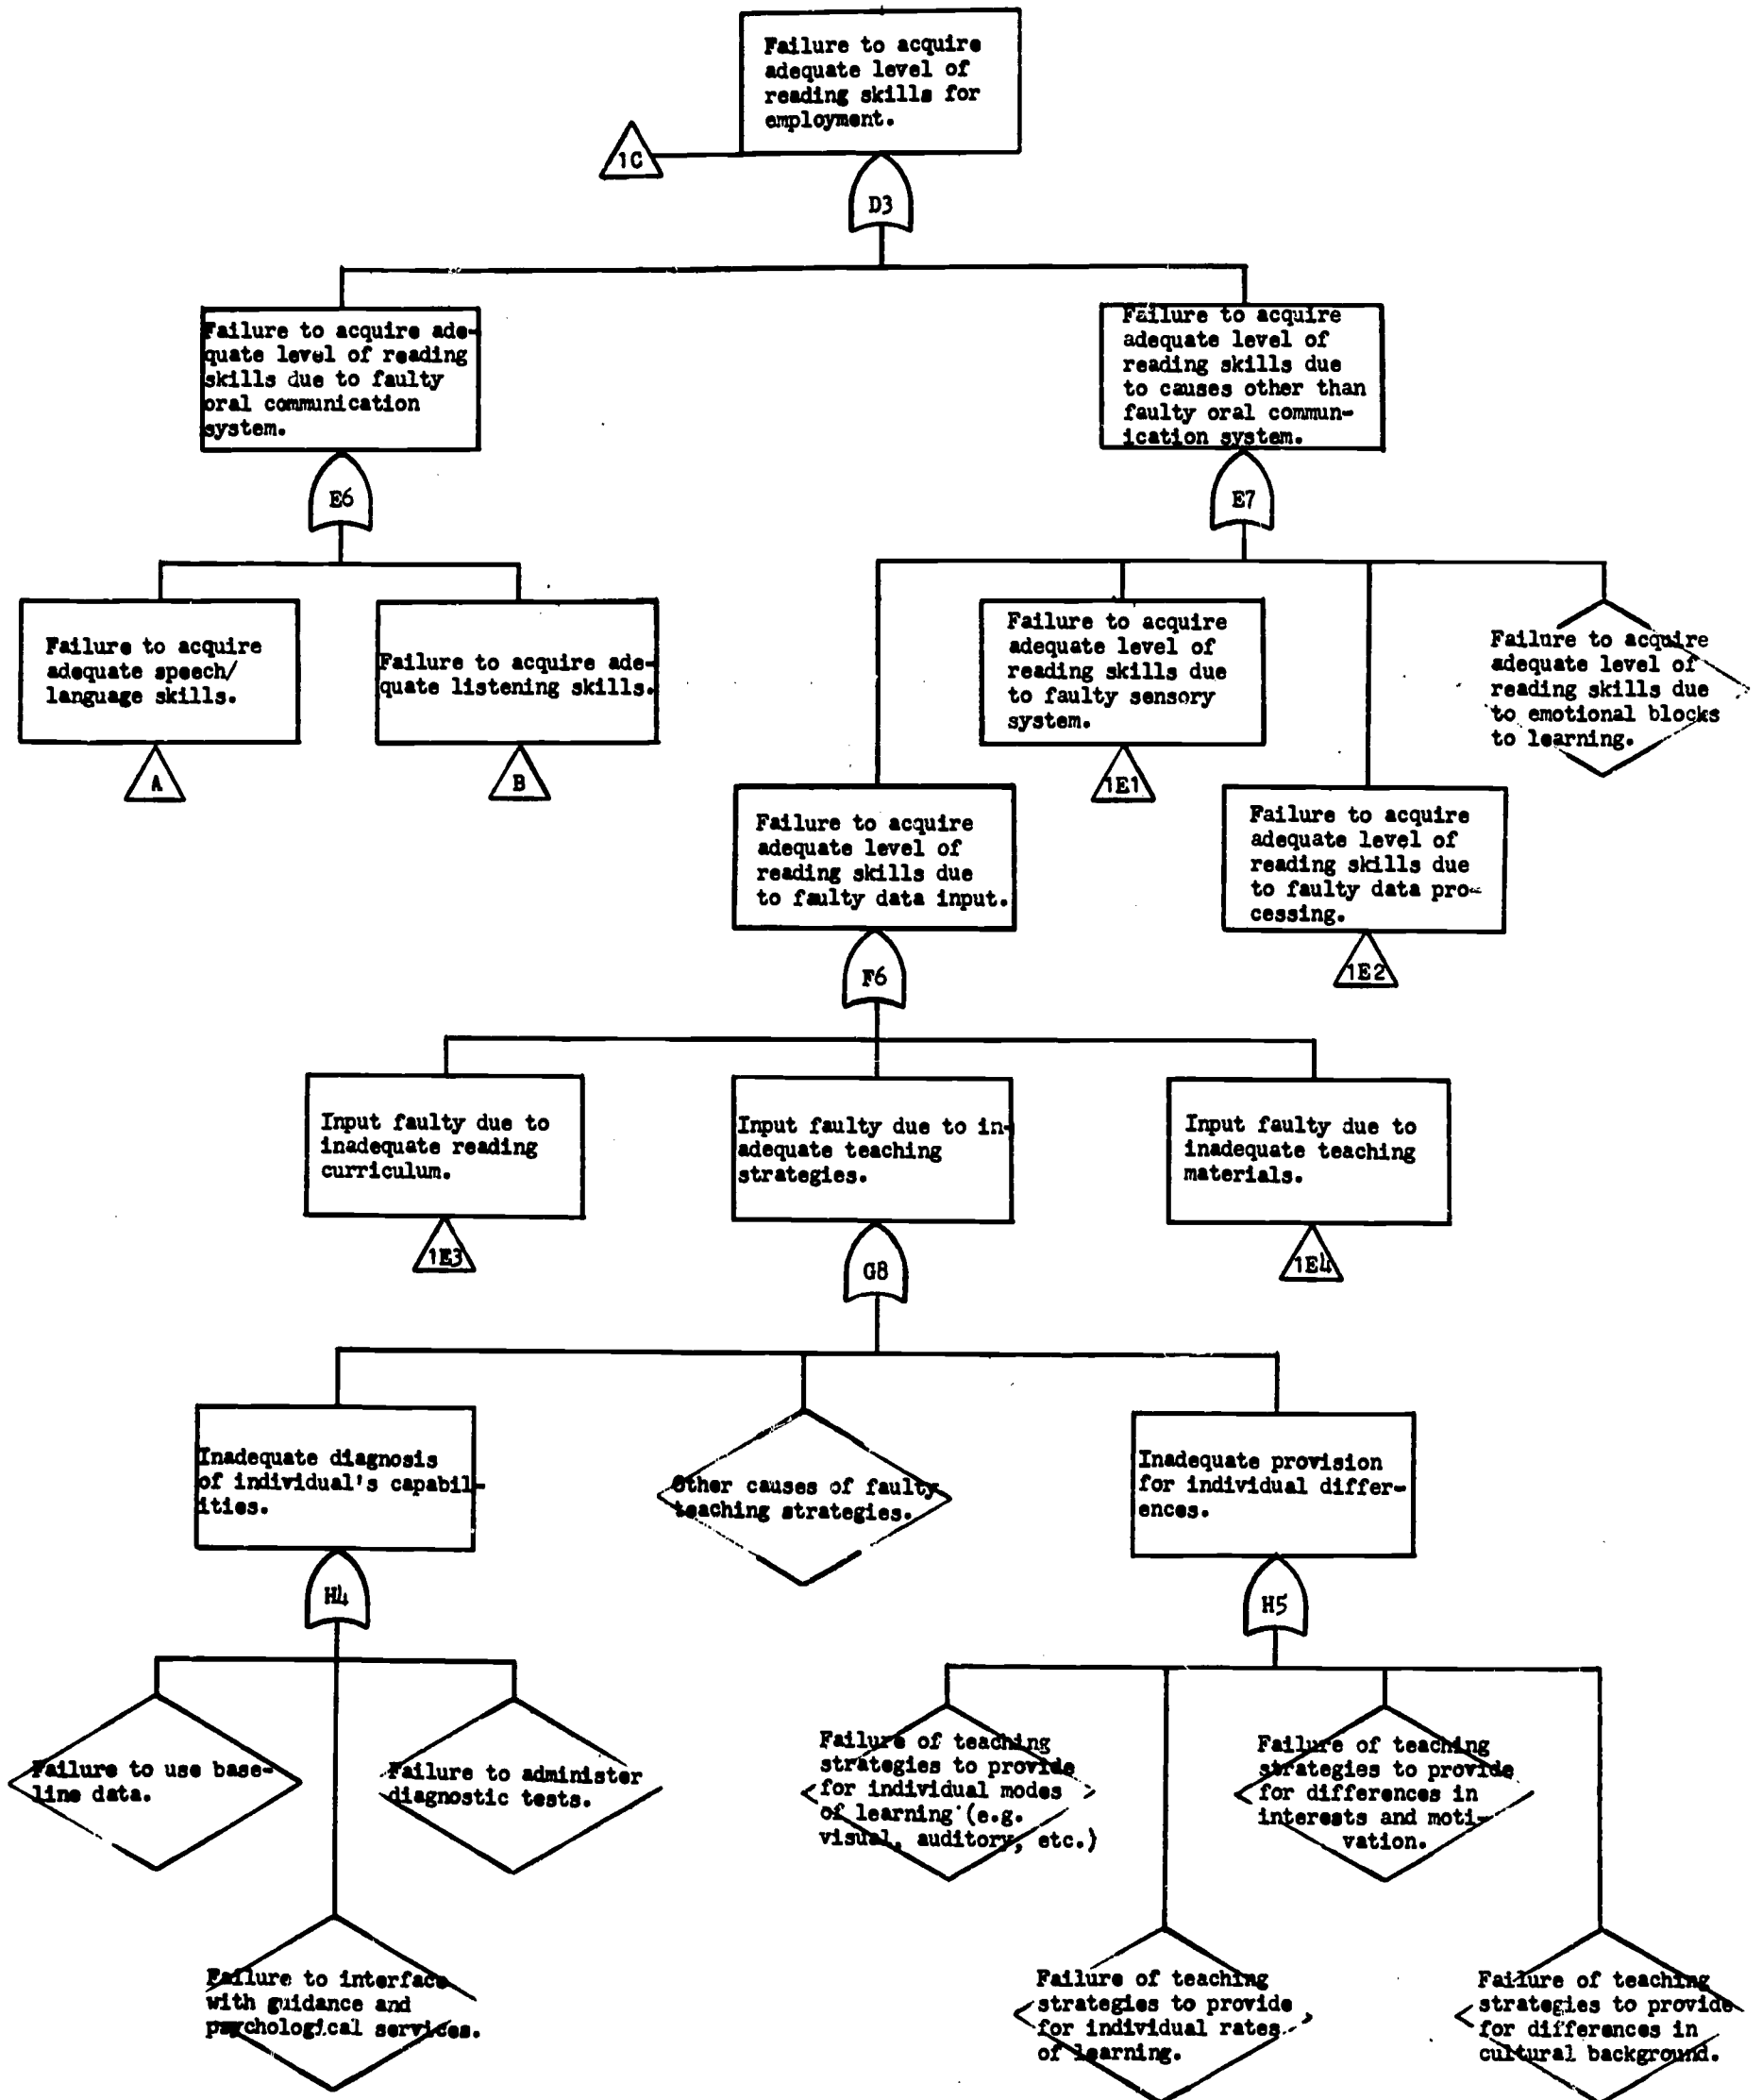 Failure to acquire
adequate level of
reading skills for
employment.
1C
D3
Failure to acquire ade-
quate level of reading
skills due to faulty
oral communication
system.
Failure to acquire
adequate level of
reading skills due
to causes other than
faulty oral commun-
ication system.
E6
E7
Failure to acquire
adequate speech/
language skills.
Failure to acquire ade-
quate listening skills.
Failure to acquire
adequate level of
reading skills due
to faulty sensory
system.
Failure to acquire
adequate level of
reading skills due
to emotional blocks
to learning.
A
B
1E1
Failure to acquire
adequate level of
reading skills due
to faulty data input.
Failure to acquire
adequate level of
reading skills due
to faulty data pro-
cessing.
F6
1E2
Input faulty due to
inadequate reading
curriculum.
Input faulty due to in-
adequate teaching
strategies.
Input faulty due to
inadequate teaching
materials.
1E3
G8
1E4
Inadequate diagnosis
of individual's capabil-
ities.
Other causes of faulty
teaching strategies.
Inadequate provision
for individual differ-
ences.
H4
H5
Failure to use base-
line data.
Failure to administer
diagnostic tests.
Failure of teaching
strategies to provide
for individual modes
of learning (e.g.
visual, auditory, etc.)
Failure of teaching
strategies to provide
for differences in
interests and moti-
vation.
Failure to interface
with guidance and
psychological services.
Failure of teaching
strategies to provide
for individual rates
of learning.
Failure of teaching
strategies to provide
for differences in
cultural background.